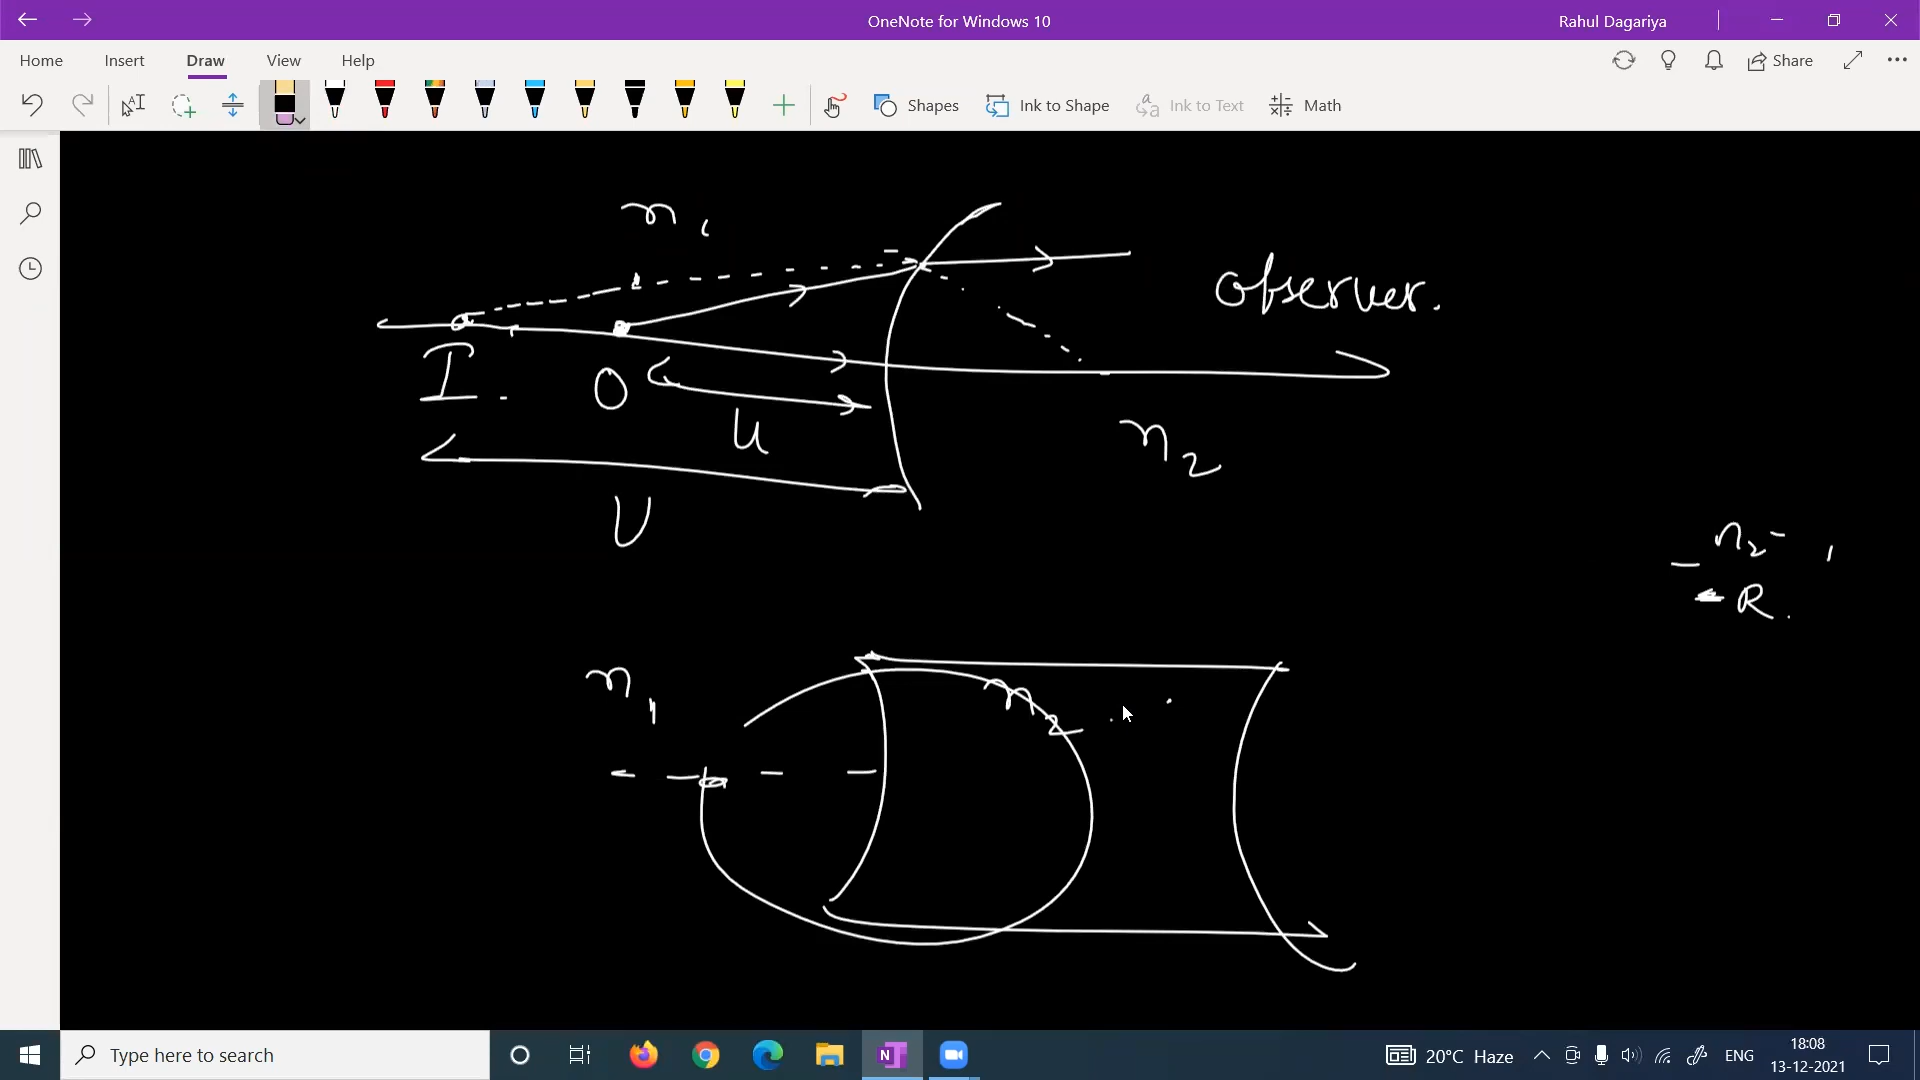 OneNote for Windows 10
Rahul Dagariya
Home Insert Draw View Help
Share
Shapes Ink to Shape Ink to Text Math
n1
observer.
I. O
u
n2
v
n2 -
- R.
n1
n2
Type here to search
20°C Haze
ENG
18:08
13-12-2021